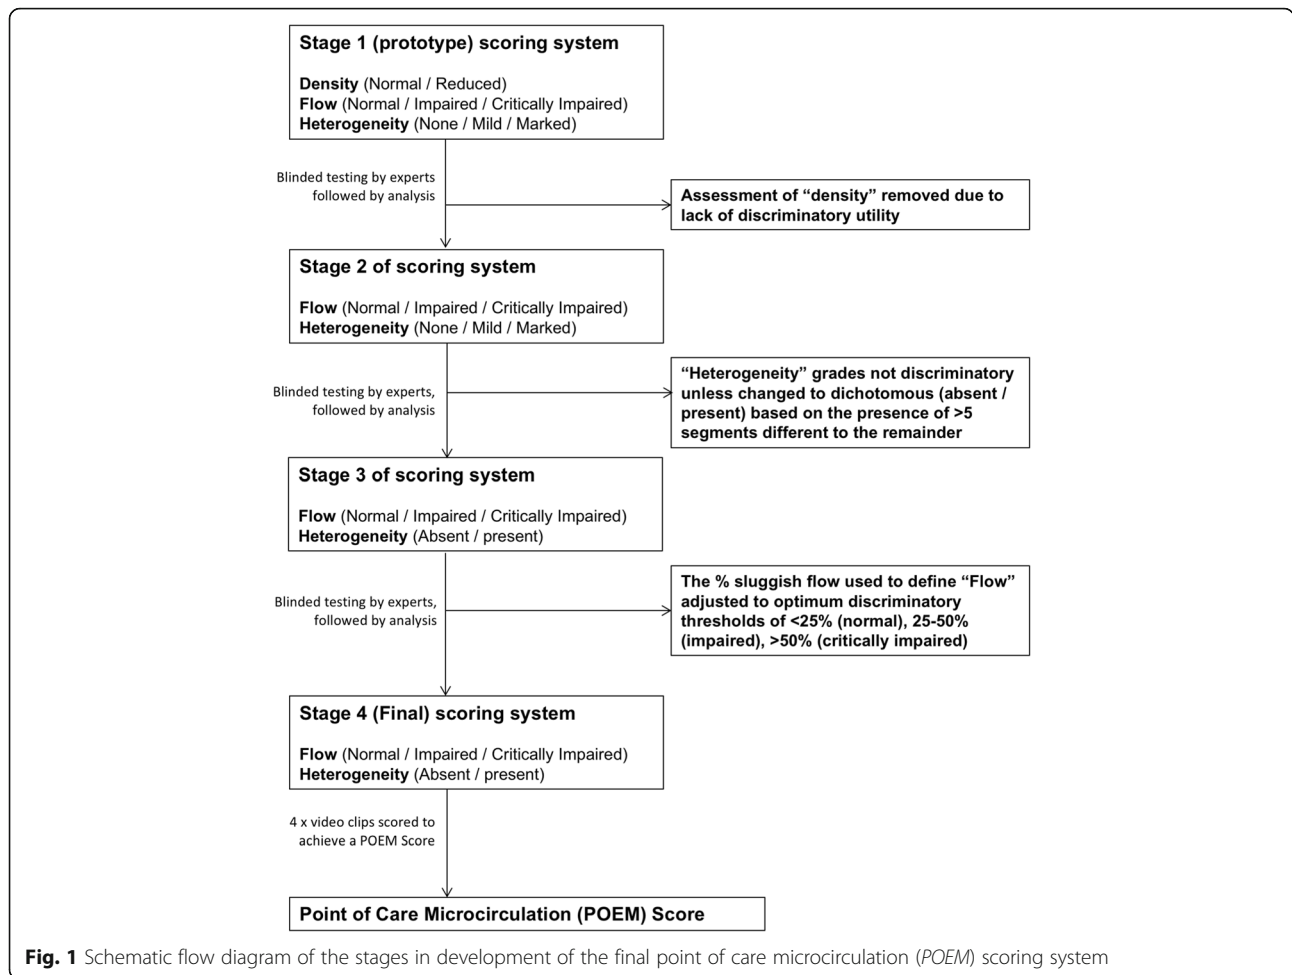 Stage 1 (prototype) scoring system
Density (Normal / Reduced)
Flow (Normal / Impaired / Critically Impaired)
Heterogeneity (None / Mild / Marked)
Blinded testing by experts
followed by analysis
Assessment of “density” removed due to
lack of discriminatory utility
Stage 2 of scoring system
Flow (Normal / Impaired / Critically Impaired)
Heterogeneity (None / Mild / Marked)
Blinded testing by experts,
followed by analysis
“Heterogeneity” grades not discriminatory
unless changed to dichotomous (absent /
present) based on the presence of >5
segments different to the remainder
Stage 3 of scoring system
Flow (Normal / Impaired / Critically Impaired)
Heterogeneity (Absent / present)
Blinded testing by experts,
followed by analysis
The % sluggish flow used to define “Flow”
adjusted to optimum discriminatory
thresholds of <25% (normal), 25-50%
(impaired), >50% (critically impaired)
Stage 4 (Final) scoring system
Flow (Normal / Impaired / Critically Impaired)
Heterogeneity (Absent / present)
4 x video clips scored to
achieve a POEM Score
Point of Care Microcirculation (POEM) Score
Fig. 1 Schematic flow diagram of the stages in development of the final point of care microcirculation (POEM) scoring system